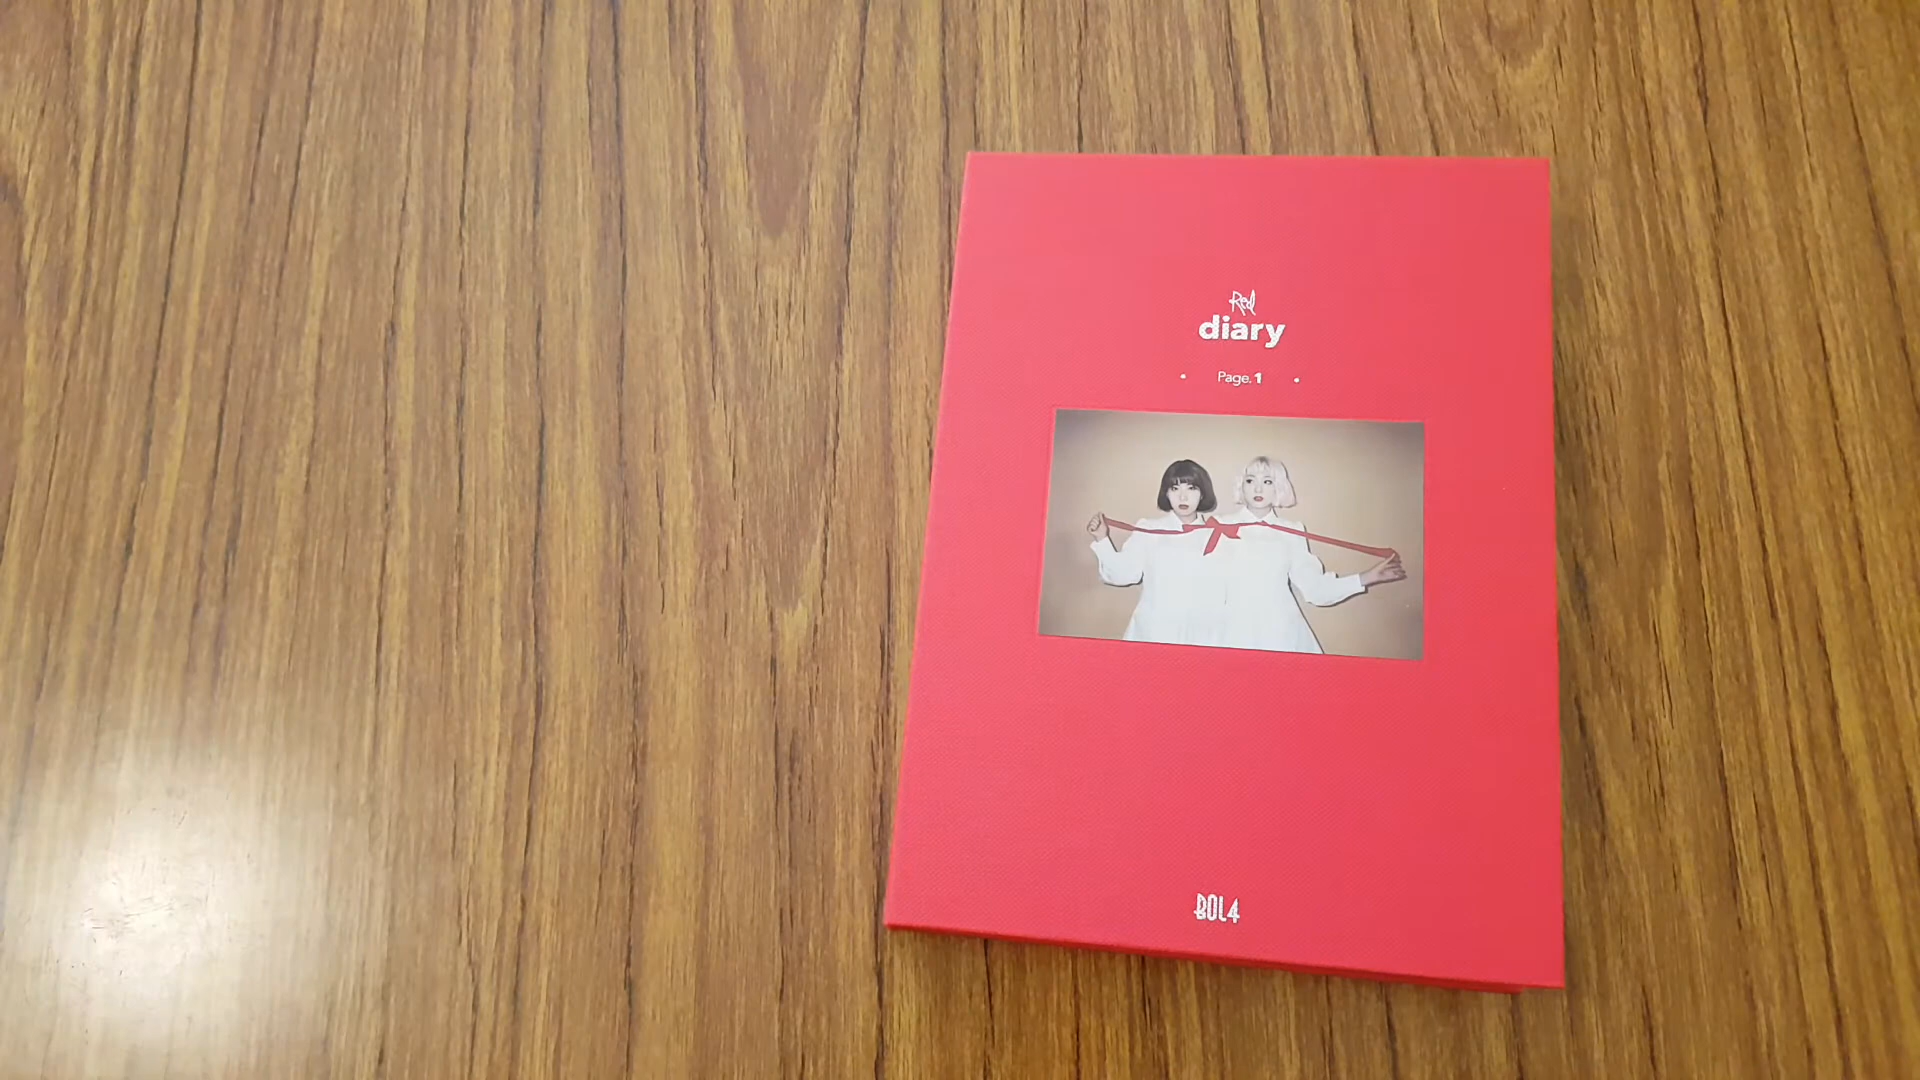 Red
diary
• Page.1 •
BOL4